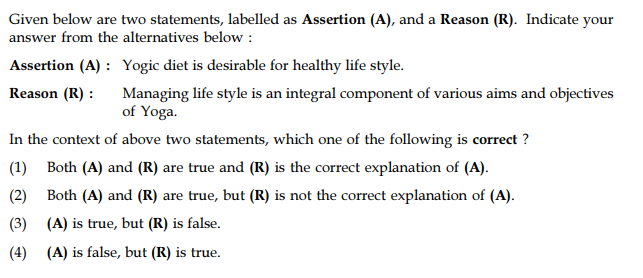 Given below are two statements, labelled as Assertion (A), and a Reason (R). Indicate your
answer from the alternatives below :
Assertion (A) : Yogic diet is desirable for healthy life style.
Reason (R) : Managing life style is an integral component of various aims and objectives
of Yoga.
In the context of above two statements, which one of the following is correct ?
(1) Both (A) and (R) are true and (R) is the correct explanation of (A).
(2) Both (A) and (R) are true, but (R) is not the correct explanation of (A).
(3) (A) is true, but (R) is false.
(4) (A) is false, but (R) is true.